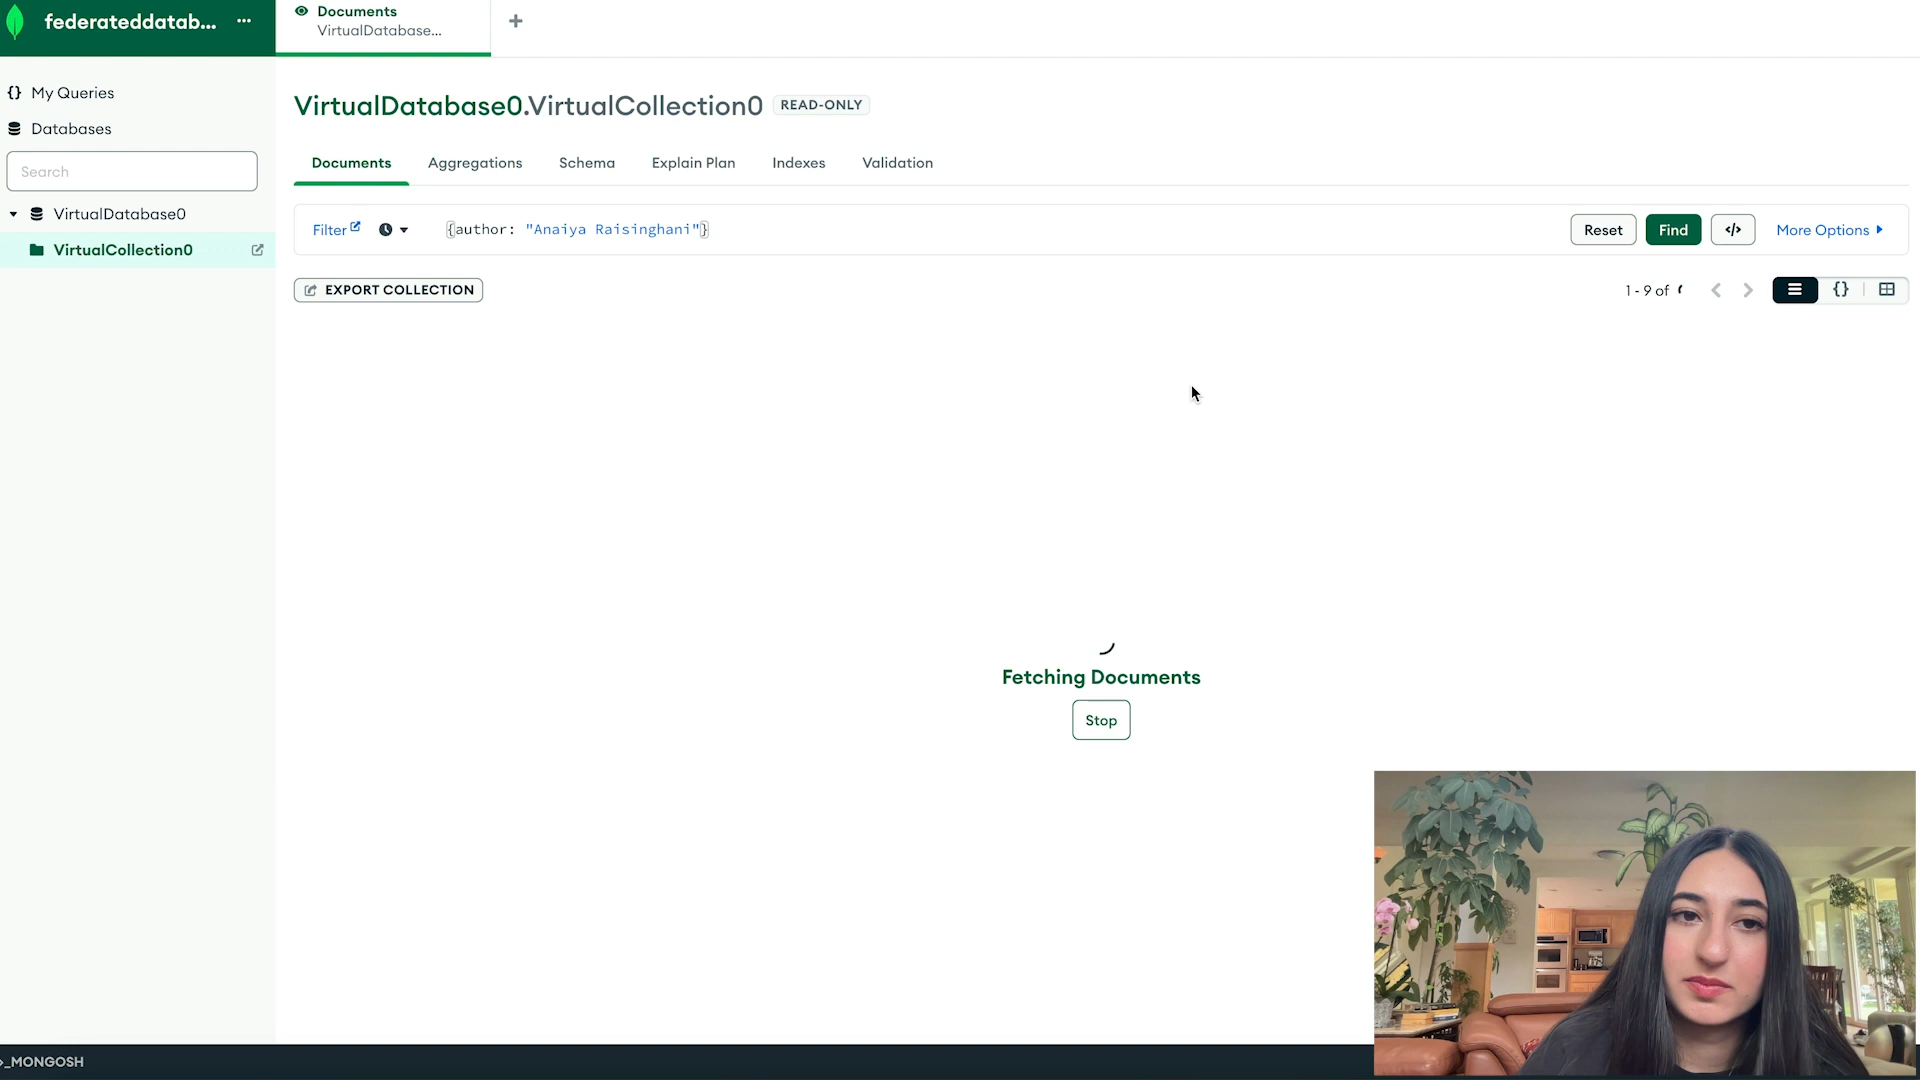 federateddatab...
Documents
VirtualDatabase...
My Queries
Databases
Search
VirtualDatabase0
VirtualCollection0
VirtualDatabase0.VirtualCollection0
READ-ONLY
Documents
Aggregations
Schema
Explain Plan
Indexes
Validation
Filter
{author: "Anaiya Raisinghani"}
Reset
Find
</>
More Options
EXPORT COLLECTION
1 - 9 of
{}
Fetching Documents
Stop
>_MONGOSH